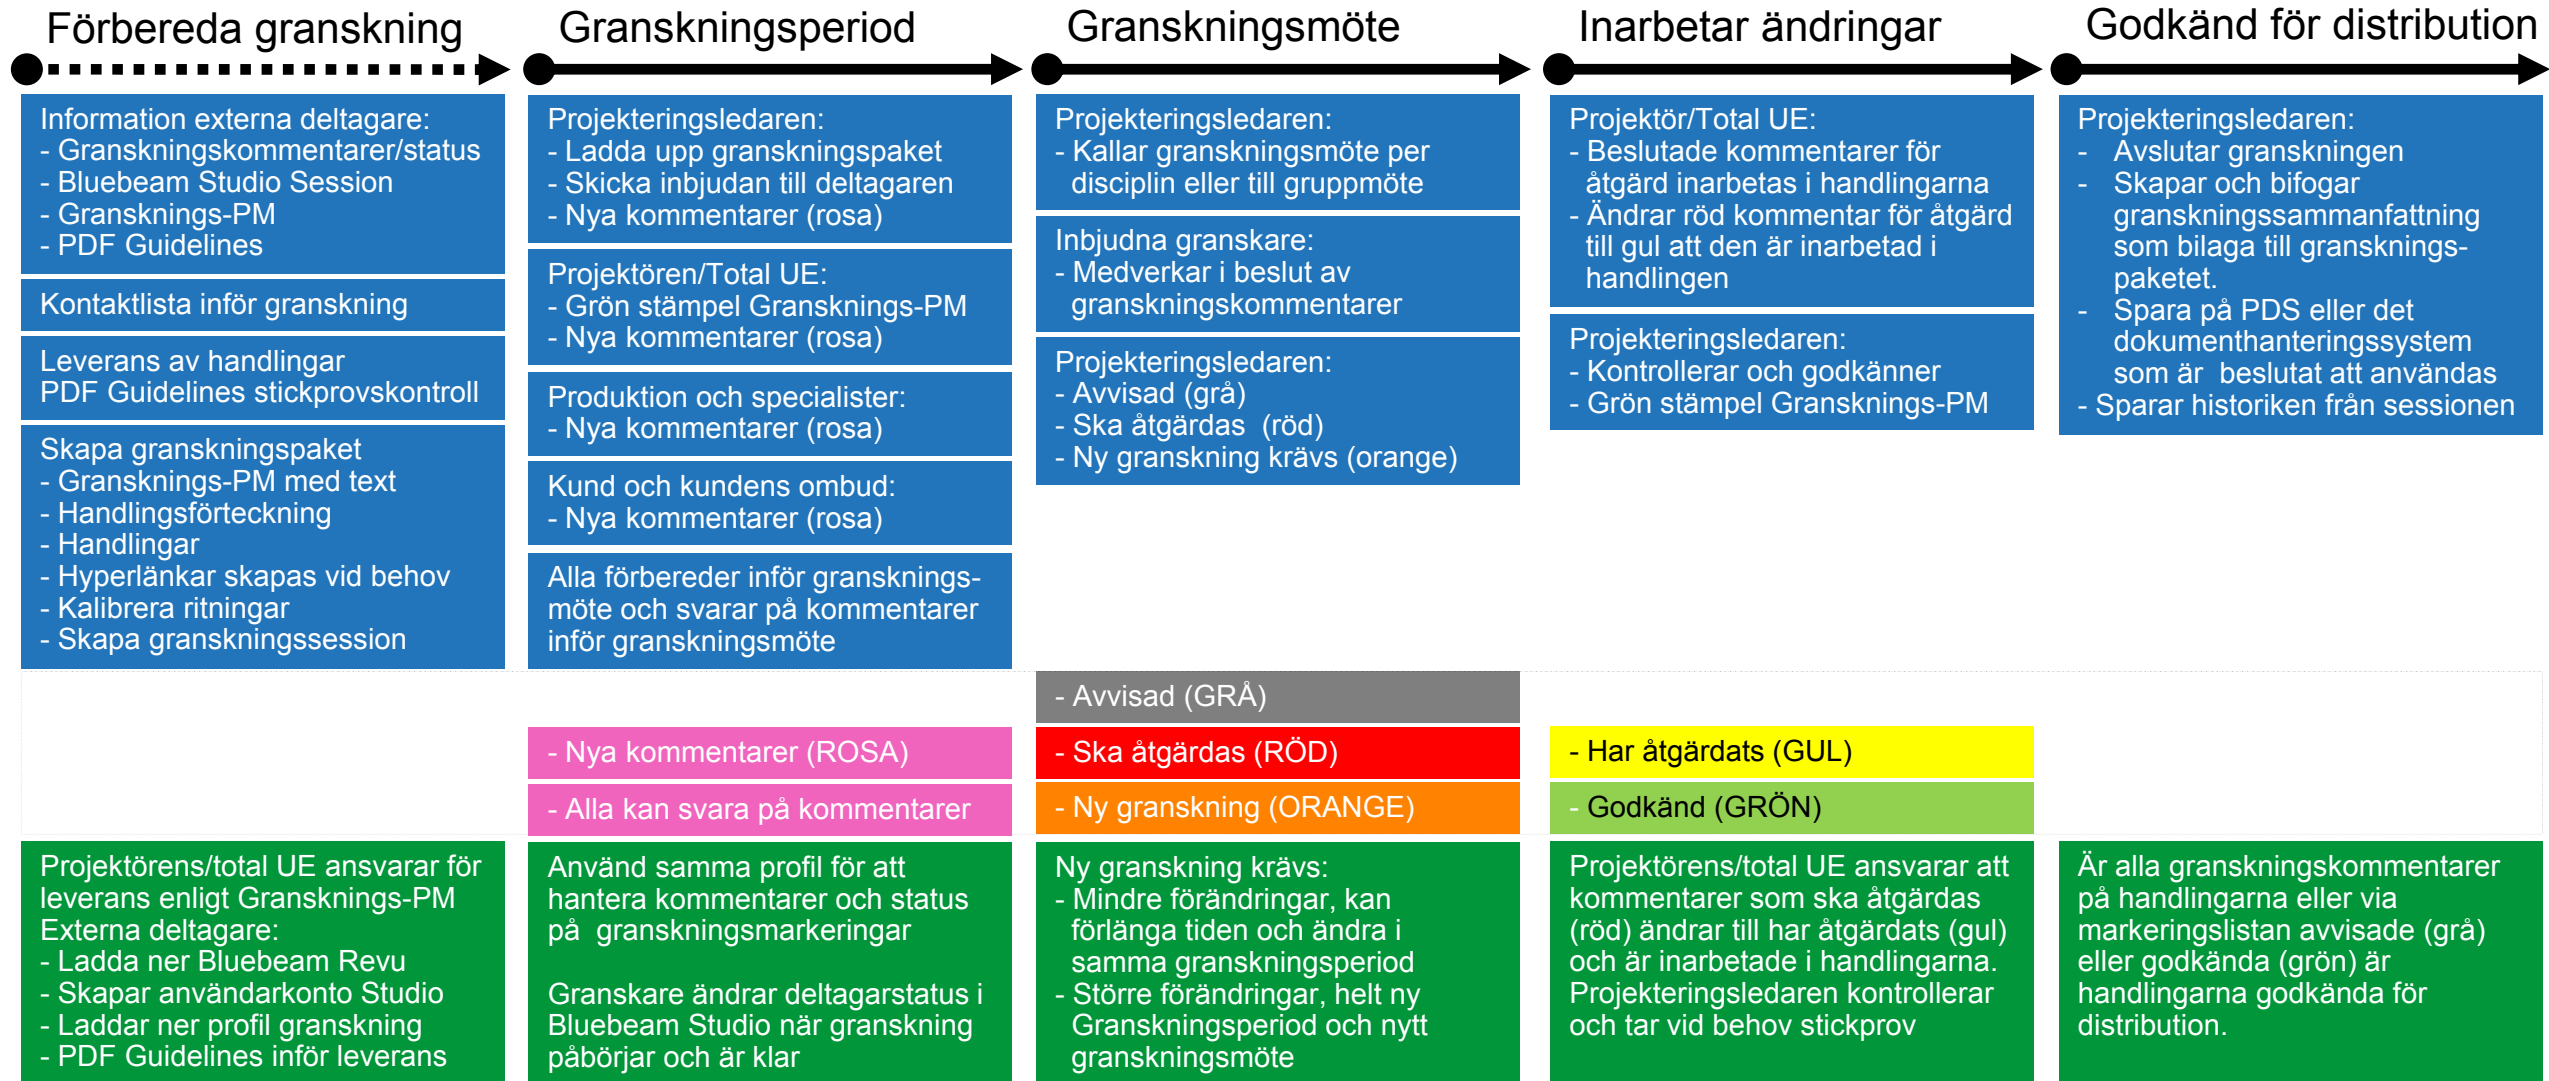 Förbereda granskning
Granskningsperiod
Granskningsmöte
Inarbetar ändringar
Godkänd för distribution
Information externa deltagare:
- Granskningskommentarer/status
- Bluebeam Studio Session
- Gransknings-PM
- PDF Guidelines
Kontaktlista inför granskning
Leverans av handlingar
PDF Guidelines stickprovskontroll
Skapa granskningspaket
- Gransknings-PM med text
- Handlingsförteckning
- Handlingar
- Hyperlänkar skapas vid behov
- Kalibrera ritningar
- Skapa granskningssession
Projekteringsledaren:
- Ladda upp granskningspaket
- Skicka inbjudan till deltagaren
- Nya kommentarer (rosa)
Projektören/Total UE:
- Grön stämpel Gransknings-PM
- Nya kommentarer (rosa)
Produktion och specialister:
- Nya kommentarer (rosa)
Kund och kundens ombud:
- Nya kommentarer (rosa)
Alla förbereder inför gransknings-
möte och svarar på kommentarer
inför granskningsmöte
Projekteringsledaren:
- Kallar granskningsmöte per
disciplin eller till gruppmöte
Inbjudna granskare:
- Medverkar i beslut av
granskningskommentarer
Projekteringsledaren:
- Avvisad (grå)
- Ska åtgärdas (röd)
- Ny granskning krävs (orange)
Projektör/Total UE:
- Beslutade kommentarer för
åtgärd inarbetas i handlingarna
- Ändrar röd kommentar för åtgärd
till gul att den är inarbetad i
handlingen
Projekteringsledaren:
- Kontrollerar och godkänner
- Grön stämpel Gransknings-PM
Projekteringsledaren:
- Avslutar granskningen
- Skapar och bifogar
granskningssammanfattning
som bilaga till gransknings-
paketet.
- Spara på PDS eller det
dokumenthanteringssystem
som är beslutat att användas
- Sparar historiken från sessionen
- Nya kommentarer (ROSA)
- Alla kan svara på kommentarer
- Avvisad (GRÅ)
- Ska åtgärdas (RÖD)
- Ny granskning (ORANGE)
- Har åtgärdats (GUL)
- Godkänd (GRÖN)
Projektörens/total UE ansvarar för
leverans enligt Gransknings-PM
Externa deltagare:
- Ladda ner Bluebeam Revu
- Skapar användarkonto Studio
- Laddar ner profil granskning
- PDF Guidelines inför leverans
Använd samma profil för att
hantera kommentarer och status
på granskningsmarkeringar
Granskare ändrar deltagarstatus i
Bluebeam Studio när granskning
påbörjar och är klar
Ny granskning krävs:
- Mindre förändringar, kan
förlänga tiden och ändra i
samma granskningsperiod
- Större förändringar, helt ny
Granskningsperiod och nytt
granskningsmöte
Projektörens/total UE ansvarar att
kommentarer som ska åtgärdas
(röd) ändrar till har åtgärdats (gul)
och är inarbetade i handlingarna.
Projekteringsledaren kontrollerar
och tar vid behov stickprov
Är alla granskningskommentarer
på handlingarna eller via
markeringslistan avvisade (grå)
eller godkända (grön) är
handlingarna godkända för
distribution.